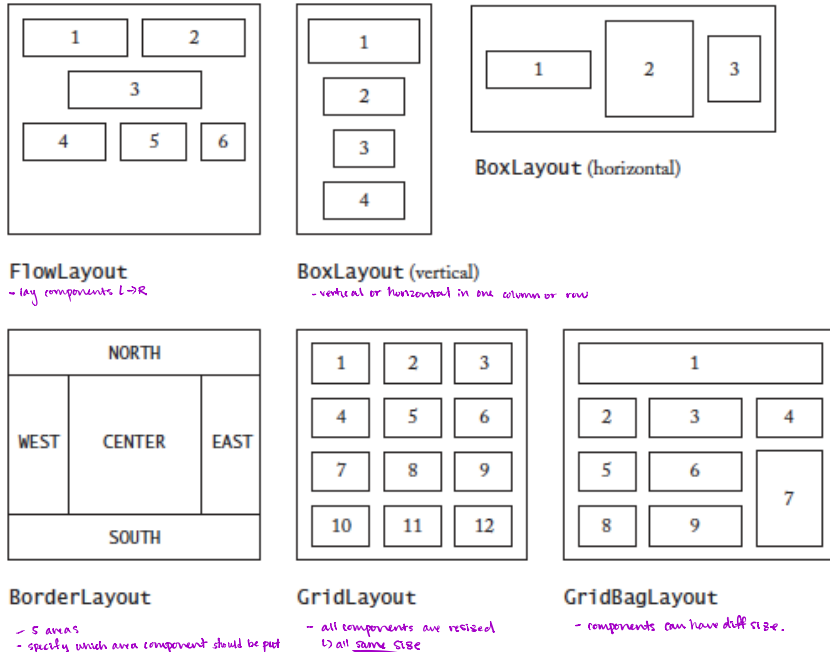 1 2
3
4 5 6
FlowLayout
- lay components L→R
1
2
3
4
BoxLayout (vertical)
- vertical or horizontal in one column or row
1 2 3
BoxLayout (horizontal)
NORTH
WEST CENTER EAST
SOUTH
BorderLayout
- 5 areas
- specify which area component should be put
1 2 3
4 5 6
7 8 9
10 11 12
GridLayout
- all components are resized
↳ all same size
1
2 3 4
5 6 7
8 9
GridBagLayout
- components can have diff size.